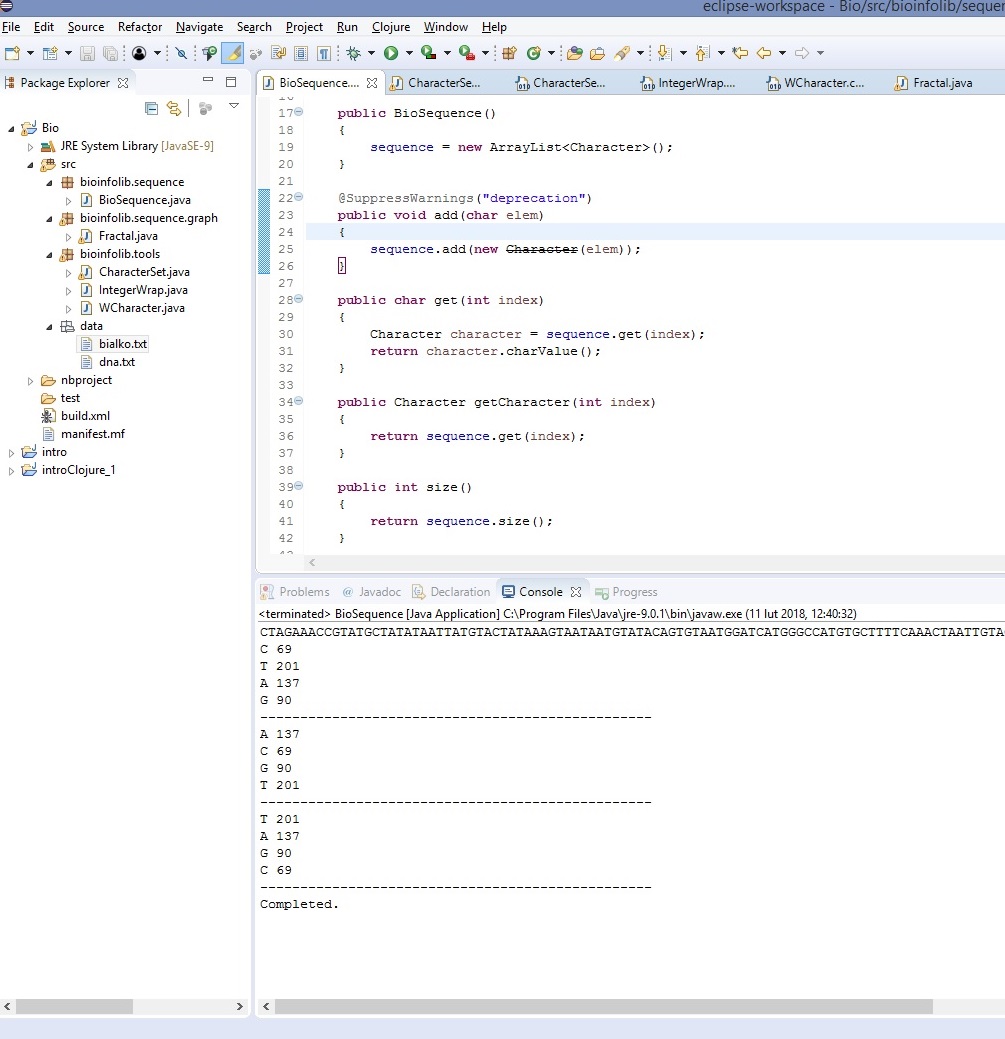 eclipse-workspace - Bio/src/bioinfolib/sequen
File Edit Source Refactor Navigate Search Project Run Clojure Window Help
Package Explorer
BioSequence.... CharacterSe... CharacterSe... IntegerWrap.... WCharacter.c... Fractal.java
Bio
JRE System Library [JavaSE-9]
src
bioinfolib.sequence
BioSequence.java
bioinfolib.sequence.graph
Fractal.java
bioinfolib.tools
CharacterSet.java
IntegerWrap.java
WCharacter.java
data
bialko.txt
dna.txt
nbproject
test
build.xml
manifest.mf
intro
introClojure_1
17 public BioSequence()
18 {
19 sequence = new ArrayList<Character>();
20 }
21
22 @SuppressWarnings("deprecation")
23 public void add(char elem)
24 {
25 sequence.add(new Character(elem));
26 }
27
28 public char get(int index)
29 {
30 Character character = sequence.get(index);
31 return character.charValue();
32 }
33
34 public Character getCharacter(int index)
35 {
36 return sequence.get(index);
37 }
38
39 public int size()
40 {
41 return sequence.size();
42 }
Problems @ Javadoc Declaration Console Progress
<terminated> BioSequence [Java Application] C:\Program Files\Java\jre-9.0.1\bin\javaw.exe (11 lut 2018, 12:40:32)
CTAGAAACCGTATGCTATATAATTATGTACTATAAAGTAATAATGTATACAGTGTAATGGATCATGGGCCATGTGCTTTTCAAACTAATTGTA
C 69
T 201
A 137
G 90
-------------------------------------------------
A 137
C 69
G 90
T 201
-------------------------------------------------
T 201
A 137
G 90
C 69
-------------------------------------------------
Completed.